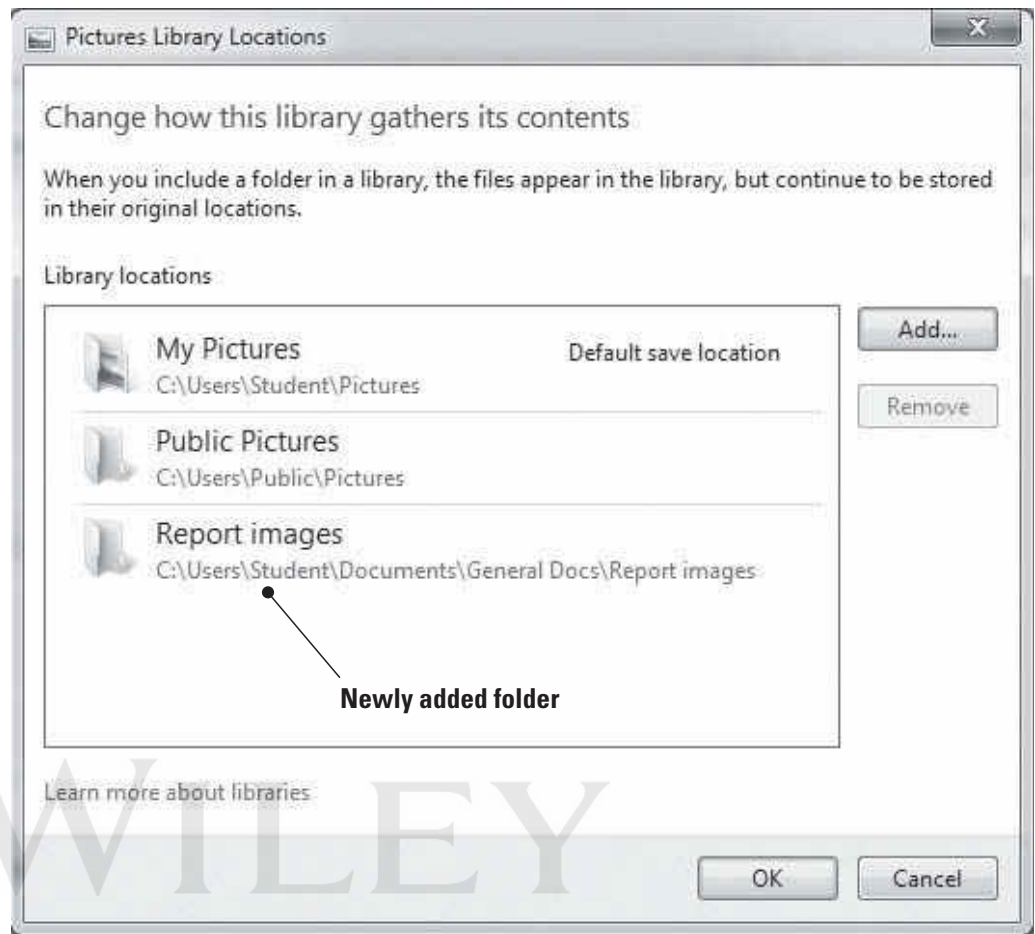 Pictures Library Locations
Change how this library gathers its contents
When you include a folder in a library, the files appear in the library, but continue to be stored
in their original locations.
Library locations
My Pictures
Default save location
C:\Users\Student\Pictures
Public Pictures
C:\Users\Public\Pictures
Report images
C:\Users\Student\Documents\General Docs\Report images
Newly added folder
Add...
Remove
Learn more about libraries
WILEY
OK
Cancel